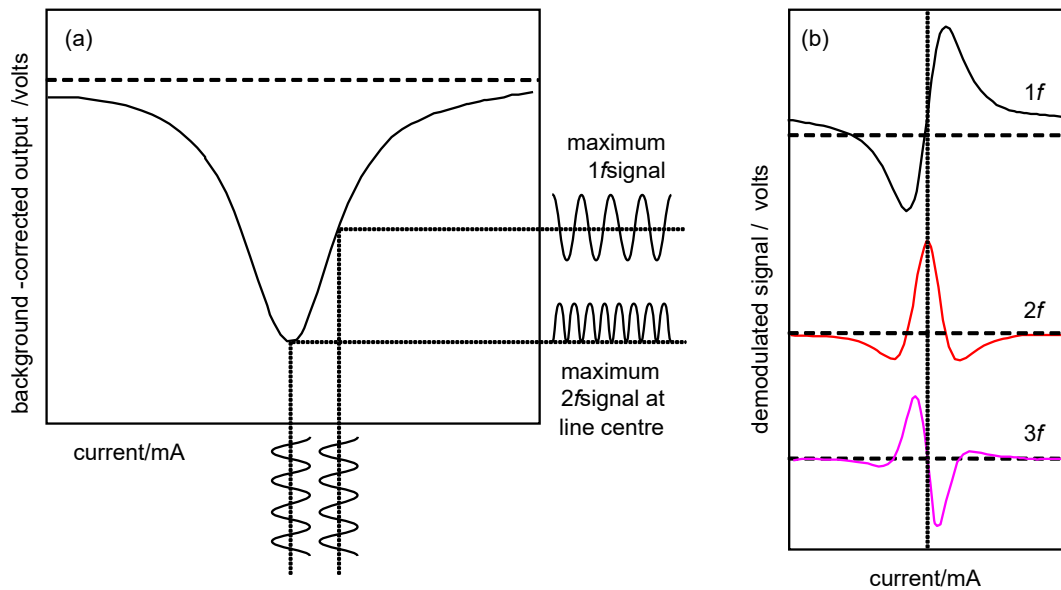 (a)
background -corrected output /volts
maximum
1fsignal
maximum
2fsignal at
line centre
current/mA
(b)
demodulated signal / volts
1f
2f
3f
current/mA